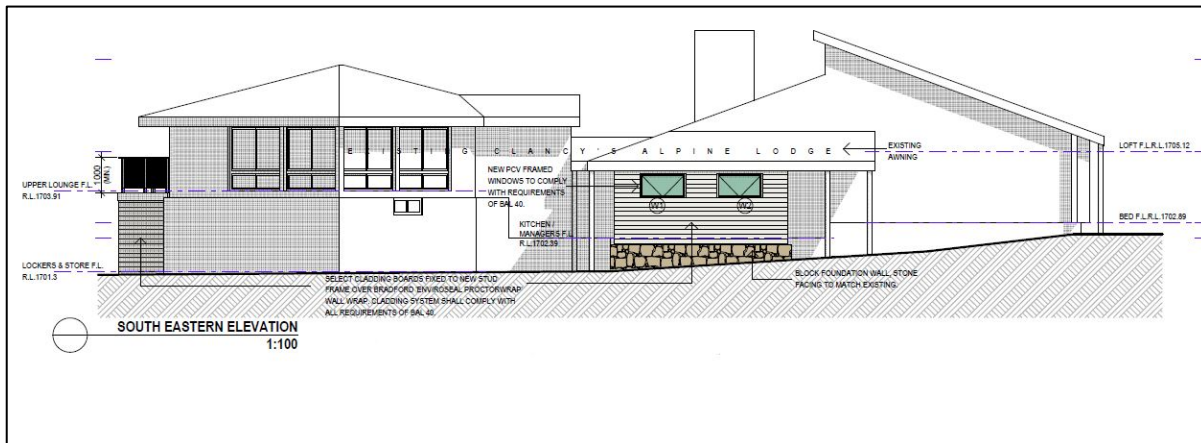 EXISTING CLANCY'S ALPINE LODGE
EXISTING
AWNING
LOFT F.L.R.L.1705.12
1000
(MIN.)
NEW PCV FRAMED
WINDOWS TO COMPLY
WITH REQUIREMENTS
OF BAL 40.
UPPER LOUNGE F.L.
R.L.1703.91
W1
W2
BED F.L.R.L.1702.89
KITCHEN /
MANAGERS F.L.
R.L.1702.39
LOCKERS & STORE F.L.
R.L.1701.3
SELECT CLADDING BOARDS FIXED TO NEW STUD
FRAME OVER BRADFORD 'ENVIROSEAL PROCTORWRAP'
WALL WRAP. CLADDING SYSTEM SHALL COMPLY WITH
ALL REQUIREMENTS OF BAL 40.
BLOCK FOUNDATION WALL, STONE
FACING TO MATCH EXISTING.
SOUTH EASTERN ELEVATION
1:100